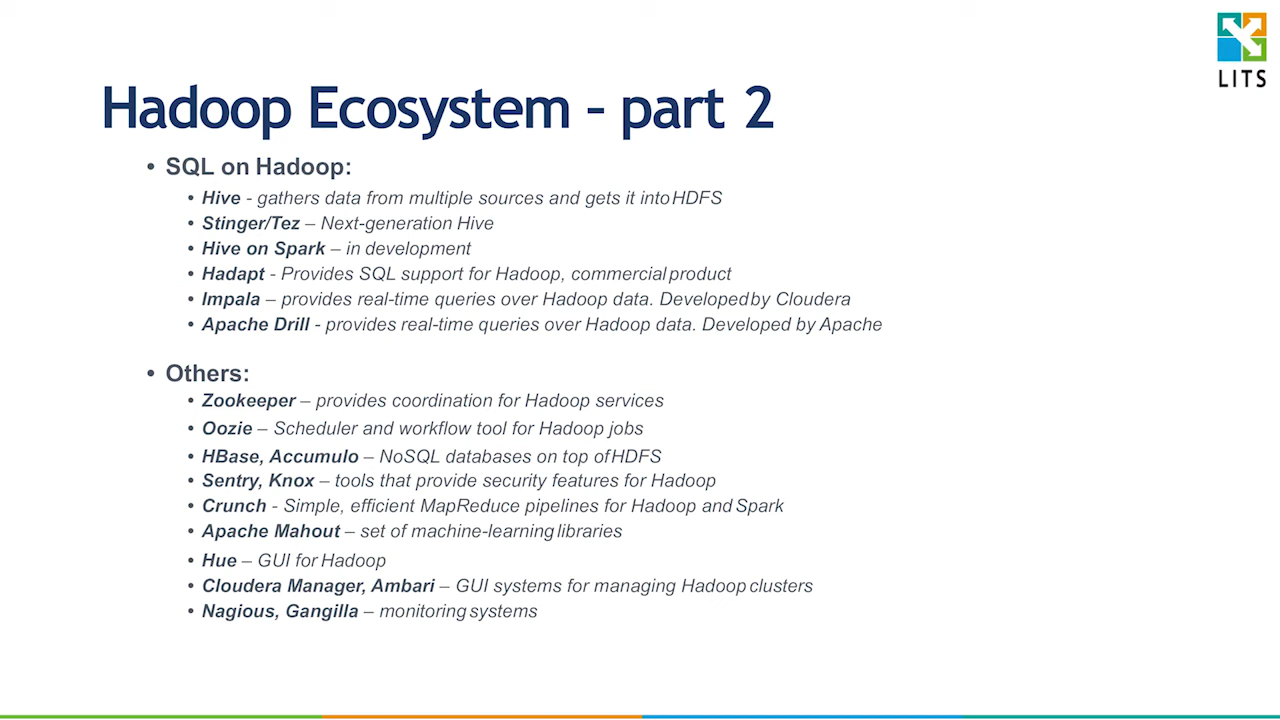 LITS
Hadoop Ecosystem - part 2
• SQL on Hadoop:
• Hive - gathers data from multiple sources and gets it into HDFS
• Stinger/Tez – Next-generation Hive
• Hive on Spark – in development
• Hadapt - Provides SQL support for Hadoop, commercial product
• Impala – provides real-time queries over Hadoop data. Developed by Cloudera
• Apache Drill - provides real-time queries over Hadoop data. Developed by Apache
• Others:
• Zookeeper – provides coordination for Hadoop services
• Oozie – Scheduler and workflow tool for Hadoop jobs
• HBase, Accumulo – NoSQL databases on top of HDFS
• Sentry, Knox – tools that provide security features for Hadoop
• Crunch - Simple, efficient MapReduce pipelines for Hadoop and Spark
• Apache Mahout – set of machine-learning libraries
• Hue – GUI for Hadoop
• Cloudera Manager, Ambari – GUI systems for managing Hadoop clusters
• Nagious, Gangilla – monitoring systems